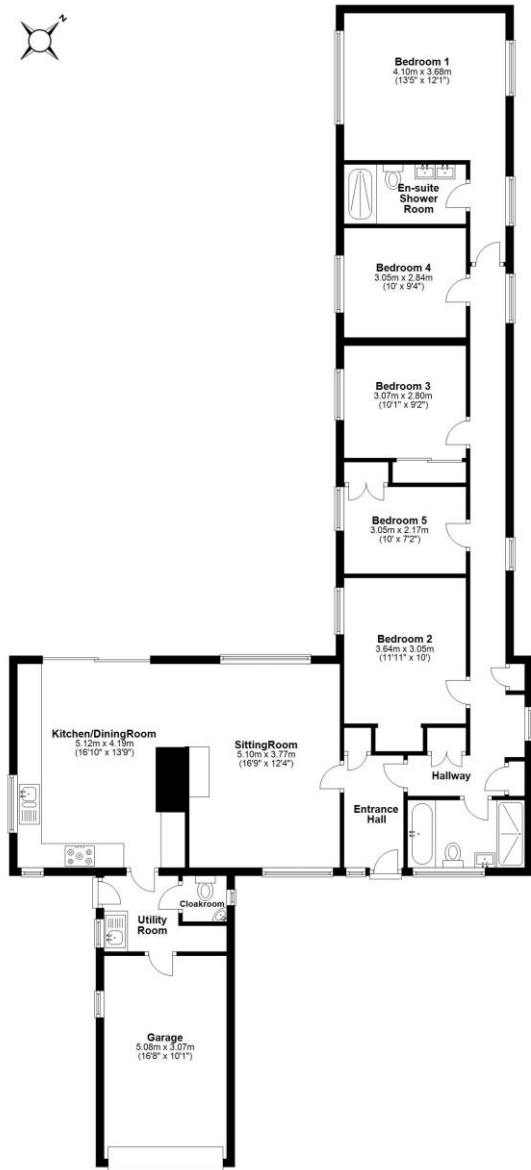 N
Bedroom 1
4.10m x 3.68m
(13'5" x 12'1")
En-suite
Shower
Room
Bedroom 4
3.05m x 2.84m
(10' x 9'4")
Bedroom 3
3.07m x 2.80m
(10'1" x 9'2")
Bedroom 5
3.05m x 2.17m
(10' x 7'2")
Bedroom 2
3.64m x 3.05m
(11'11" x 10')
Kitchen/DiningRoom
5.12m x 4.19m
(16'10" x 13'9")
SittingRoom
5.10m x 3.77m
(16'9" x 12'4")
Hallway
Entrance
Hall
Cloakroom
Utility
Room
Garage
5.08m x 3.07m
(16'8" x 10'1")